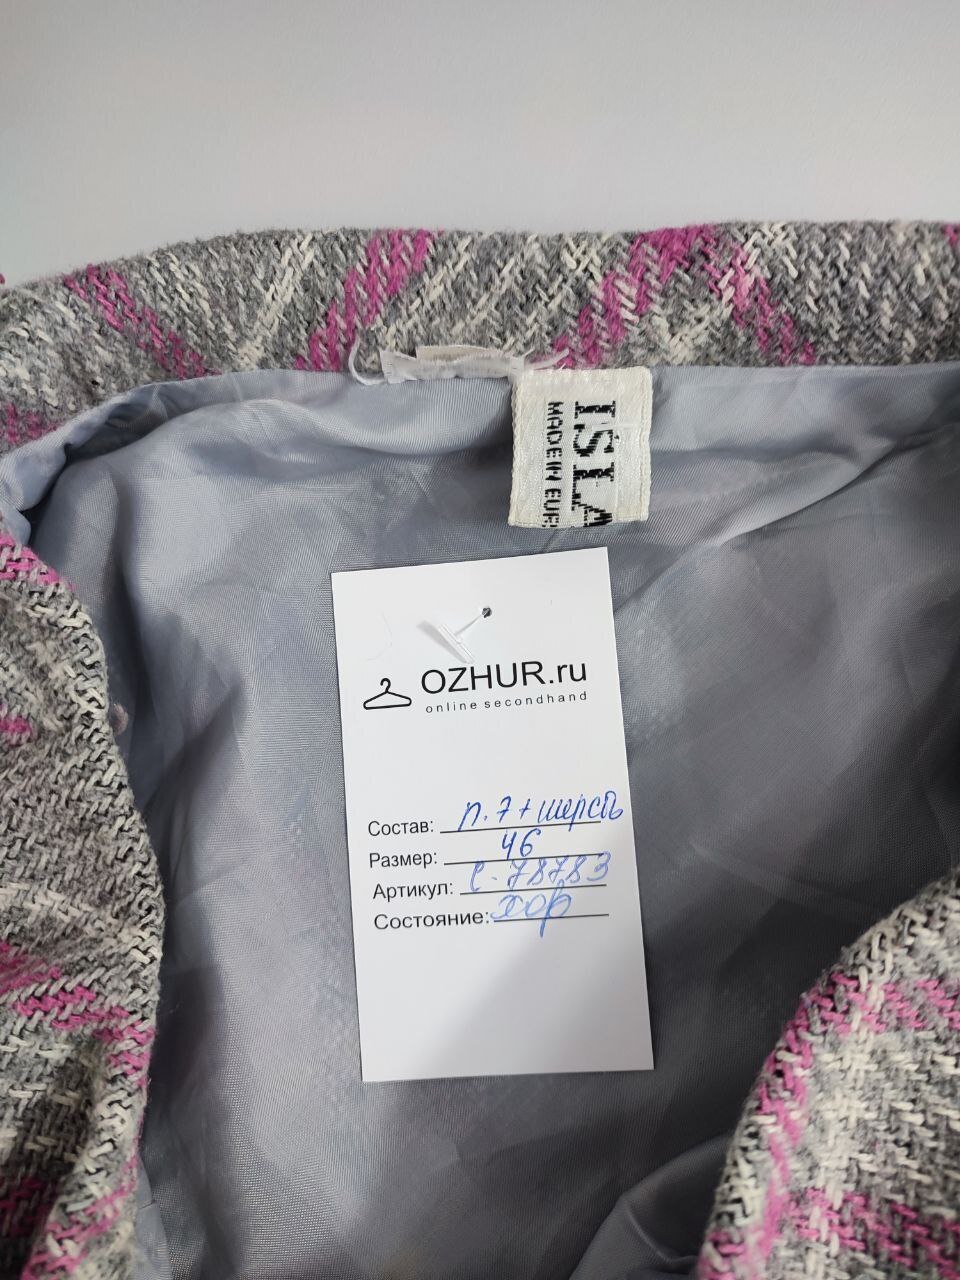 ISLA
MADE IN EUR
OZHUR.ru
online secondhand
Состав: п.э + шерсть
Размер: 46
Артикул: с-78783
Состояние: хор